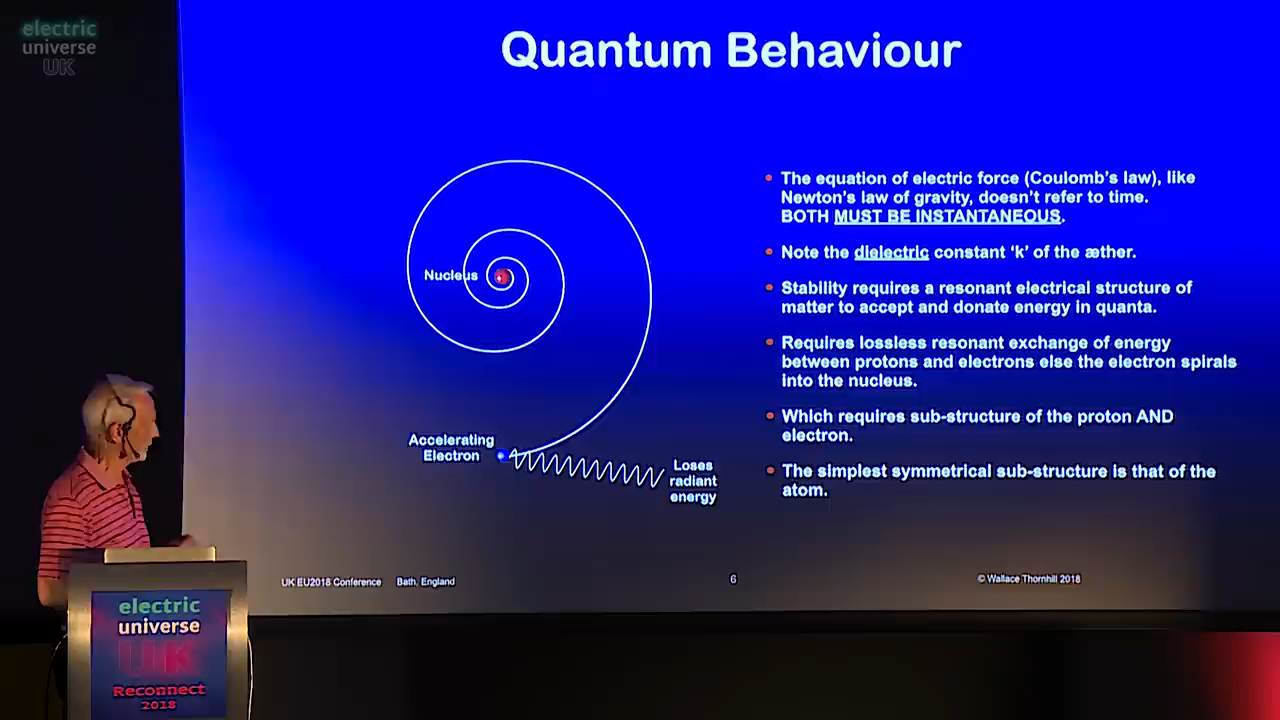 electric
universe
UK
Quantum Behaviour
The equation of electric force (Coulomb's law), like
Newton's law of gravity, doesn't refer to time.
BOTH MUST BE INSTANTANEOUS.
Note the dielectric constant 'k' of the æther.
Stability requires a resonant electrical structure of
matter to accept and donate energy in quanta.
Requires lossless resonant exchange of energy
between protons and electrons else the electron spirals
into the nucleus.
Which requires sub-structure of the proton AND
electron.
The simplest symmetrical sub-structure is that of the
atom.
Nucleus
Accelerating
Electron
Loses
radiant
energy
UK EU2018 Conference Bath, England
6
© Wallace Thornhill 2018
electric
universe
UK
Reconnect
2018